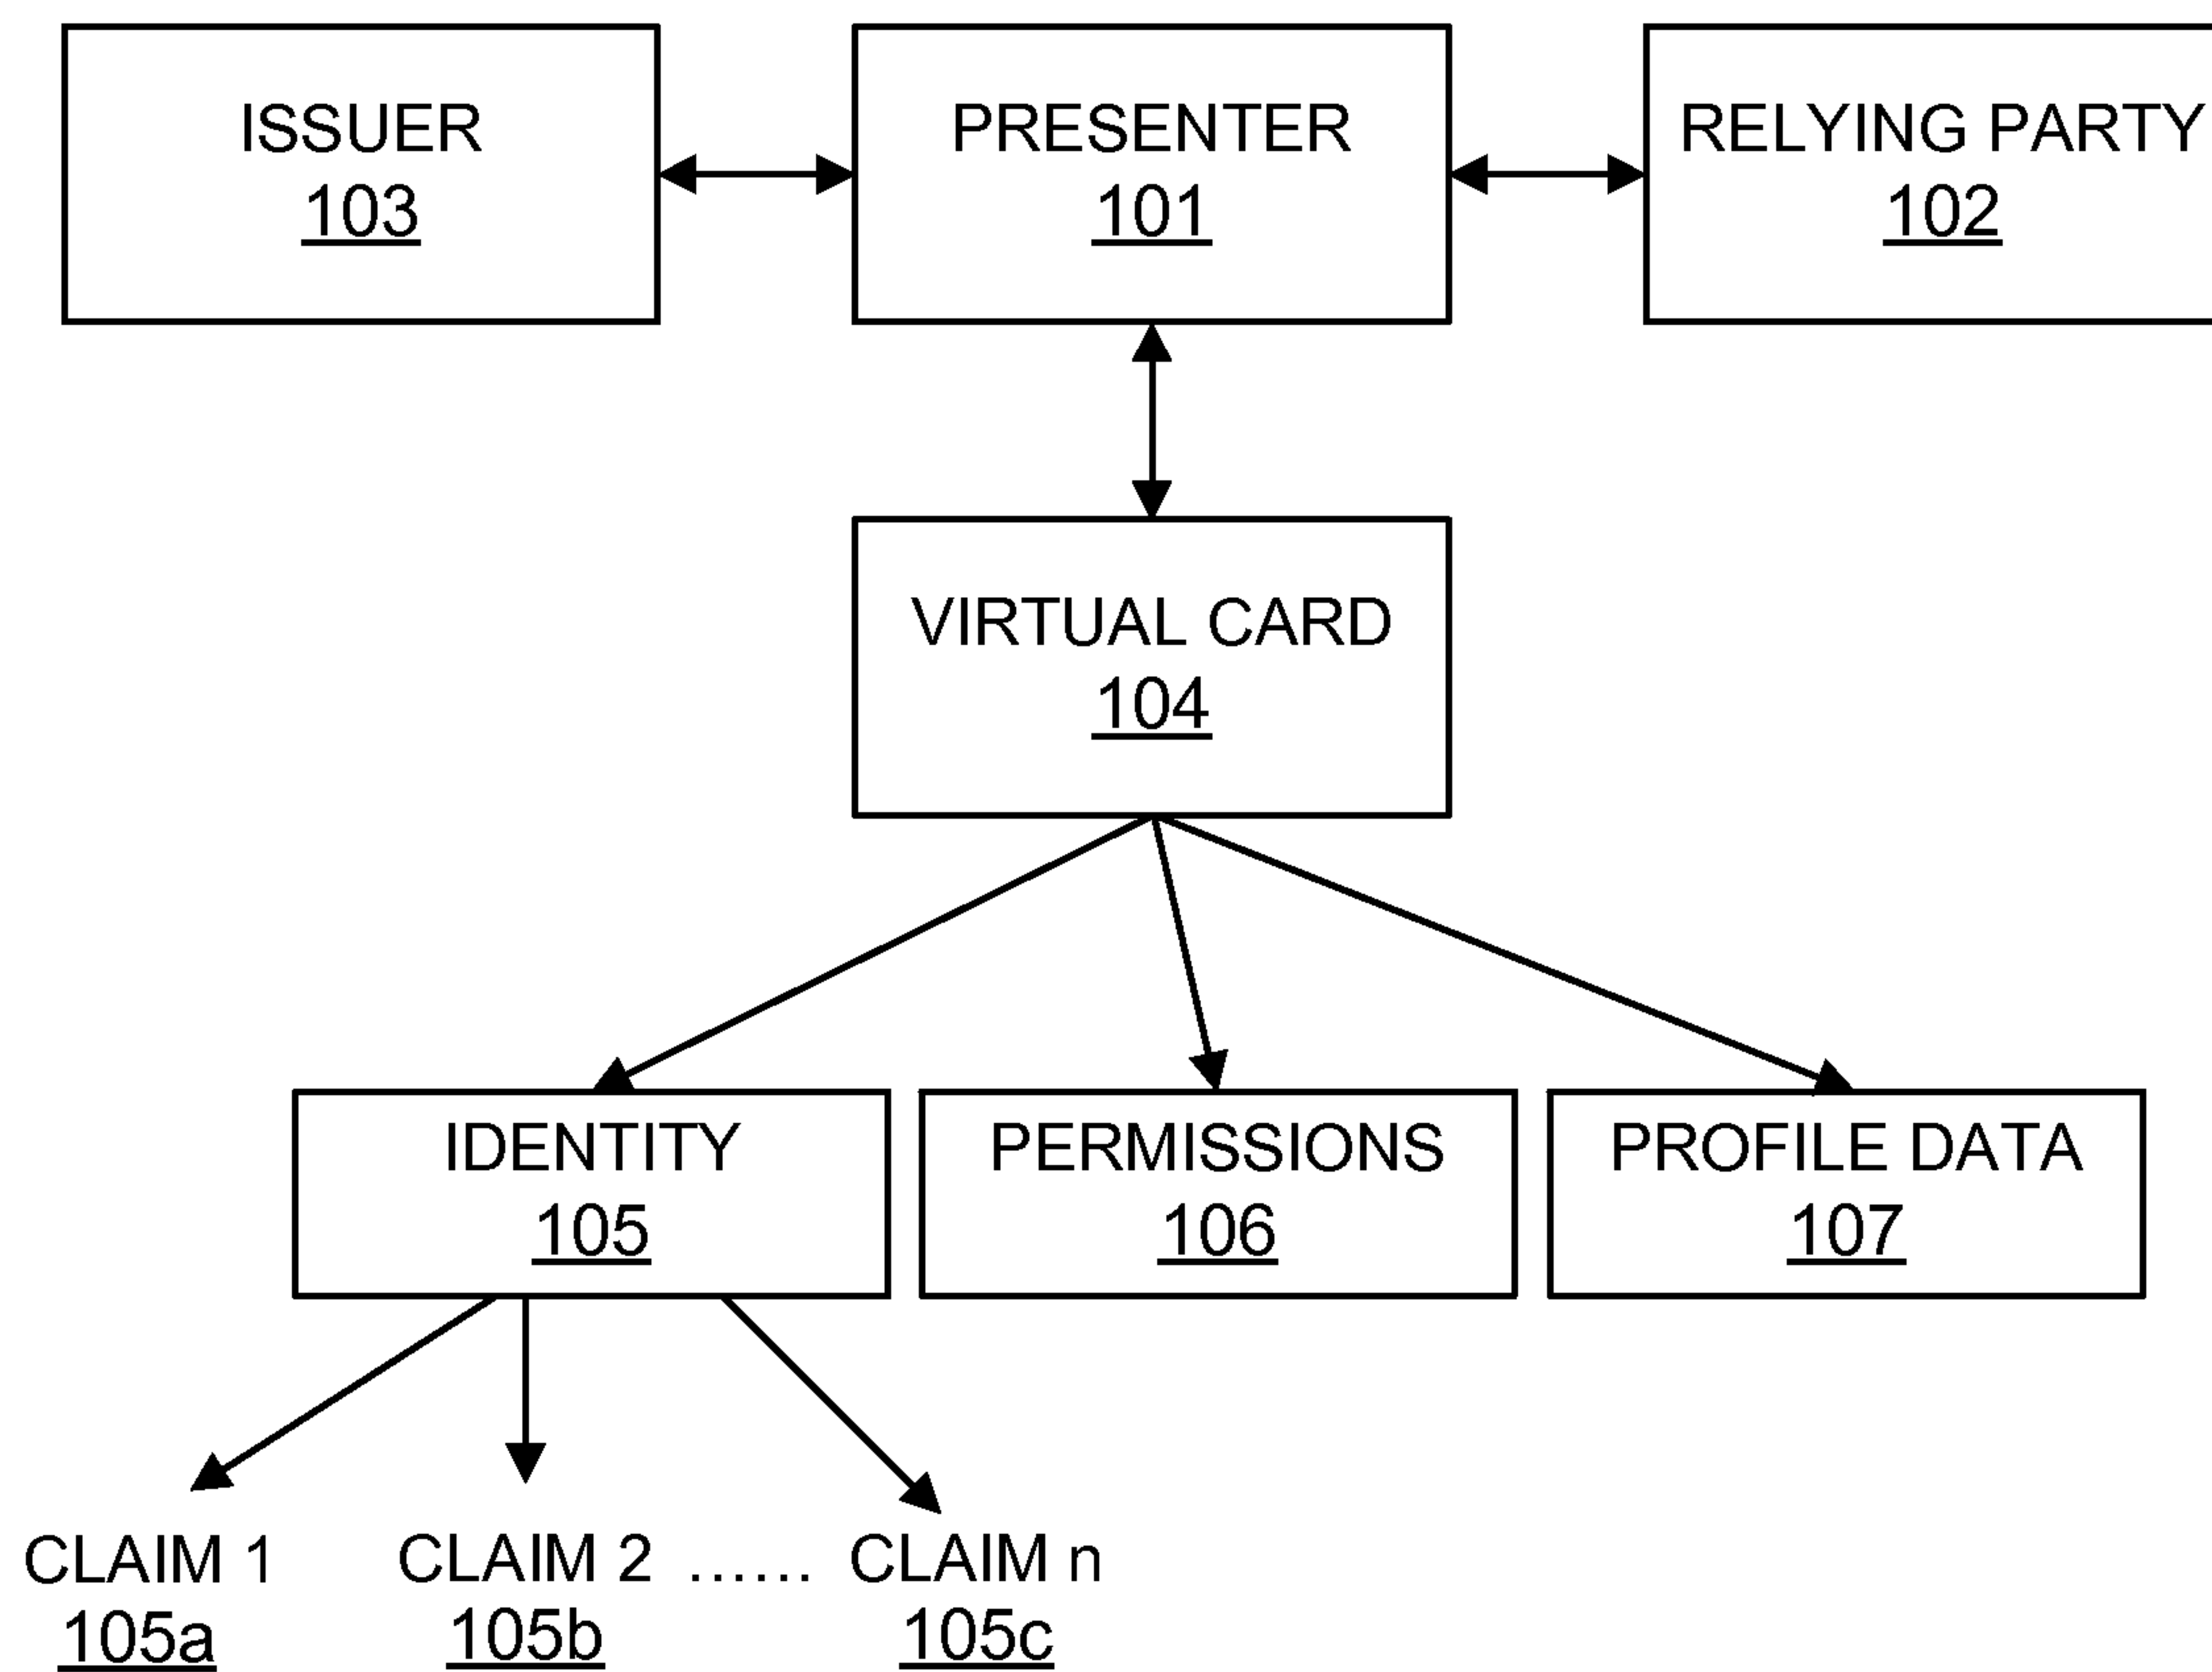 ISSUER
103
PRESENTER
101
RELYING PARTY
102
VIRTUAL CARD
104
IDENTITY
105
PERMISSIONS
106
PROFILE DATA
107
CLAIM 1
105a
CLAIM 2 ......
105b
CLAIM n
105c